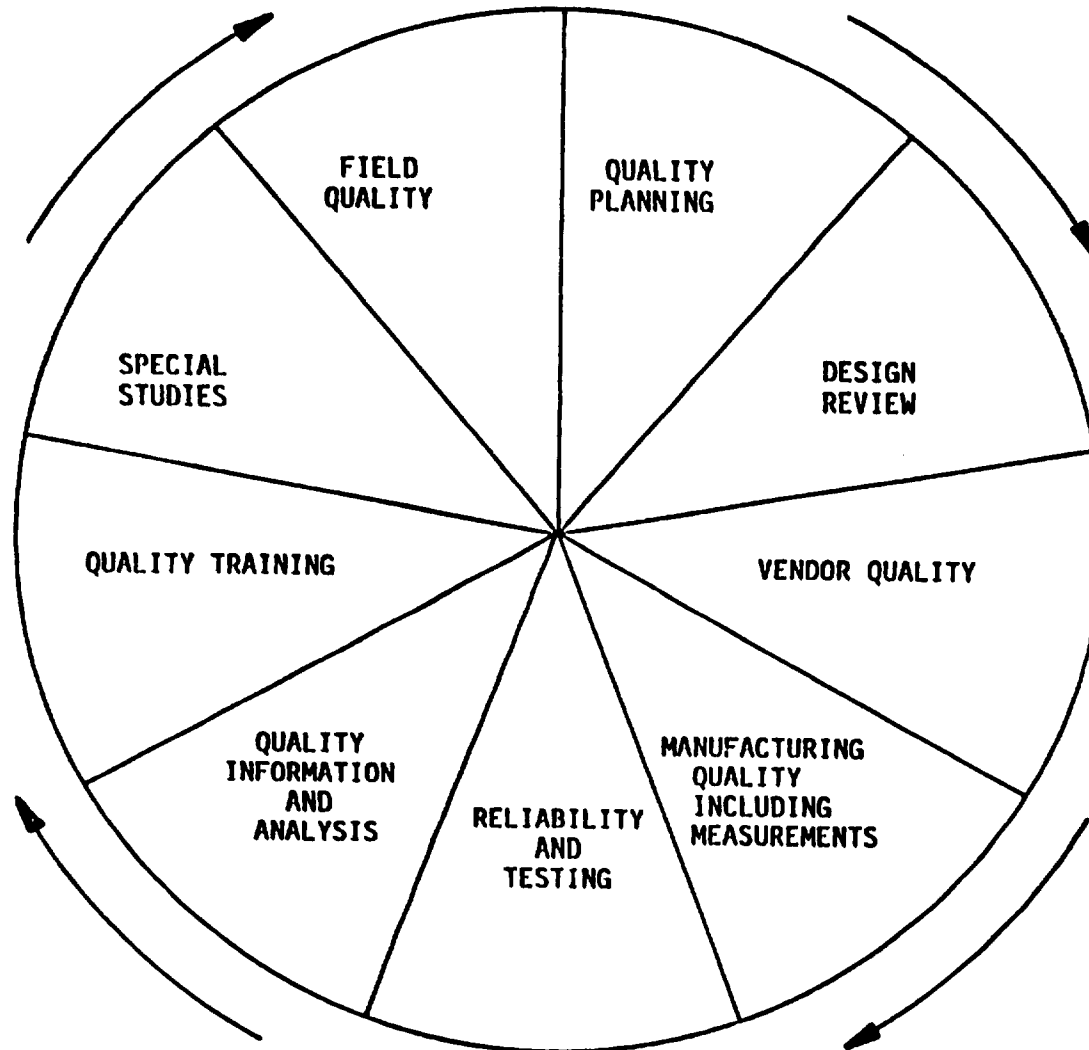 FIELD
QUALITY
QUALITY
PLANNING
DESIGN
REVIEW
VENDOR QUALITY
MANUFACTURING
QUALITY
INCLUDING
MEASUREMENTS
RELIABILITY
AND
TESTING
QUALITY
INFORMATION
AND
ANALYSIS
QUALITY TRAINING
SPECIAL
STUDIES